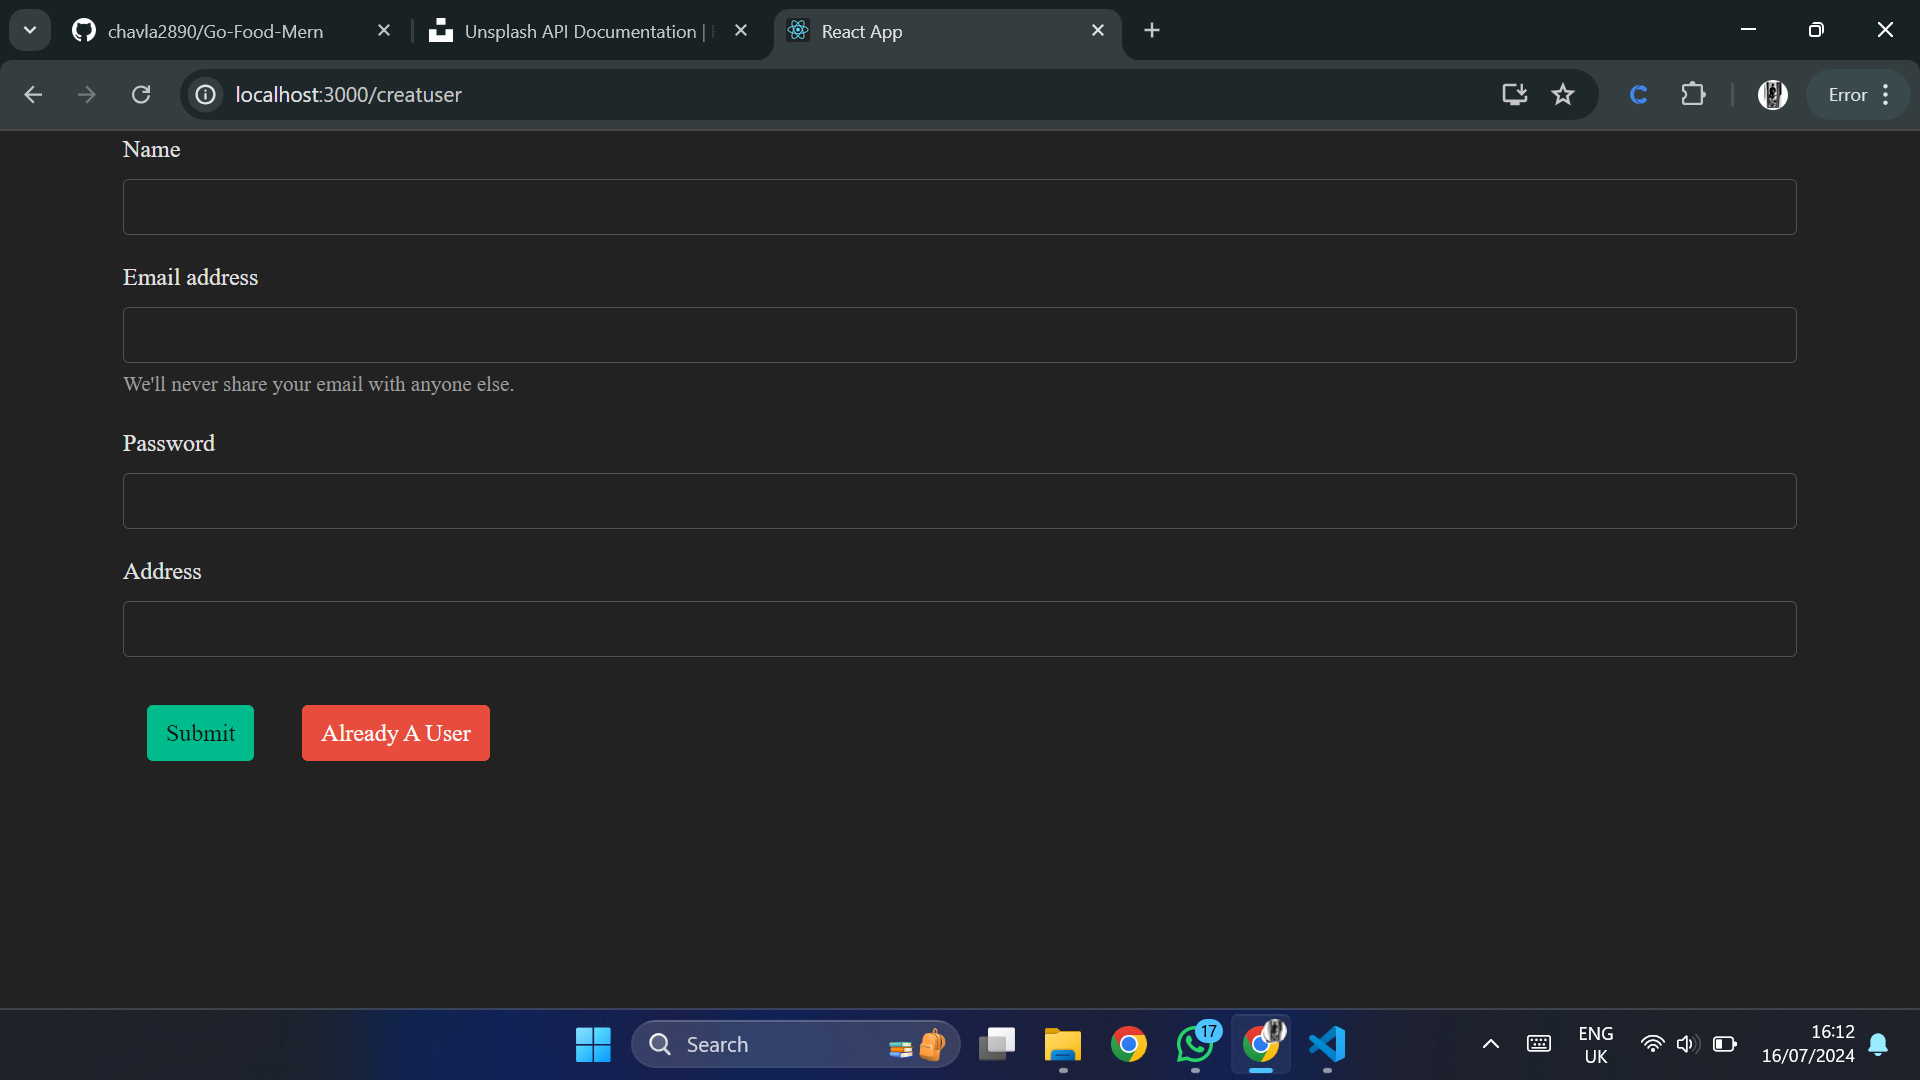 chavla2890/Go-Food-Mern
Unsplash API Documentation |
React App
localhost:3000/creatuser
Error
Name
Email address
We'll never share your email with anyone else.
Password
Address
Submit
Already A User
Search
17
ENG
UK
16:12
16/07/2024